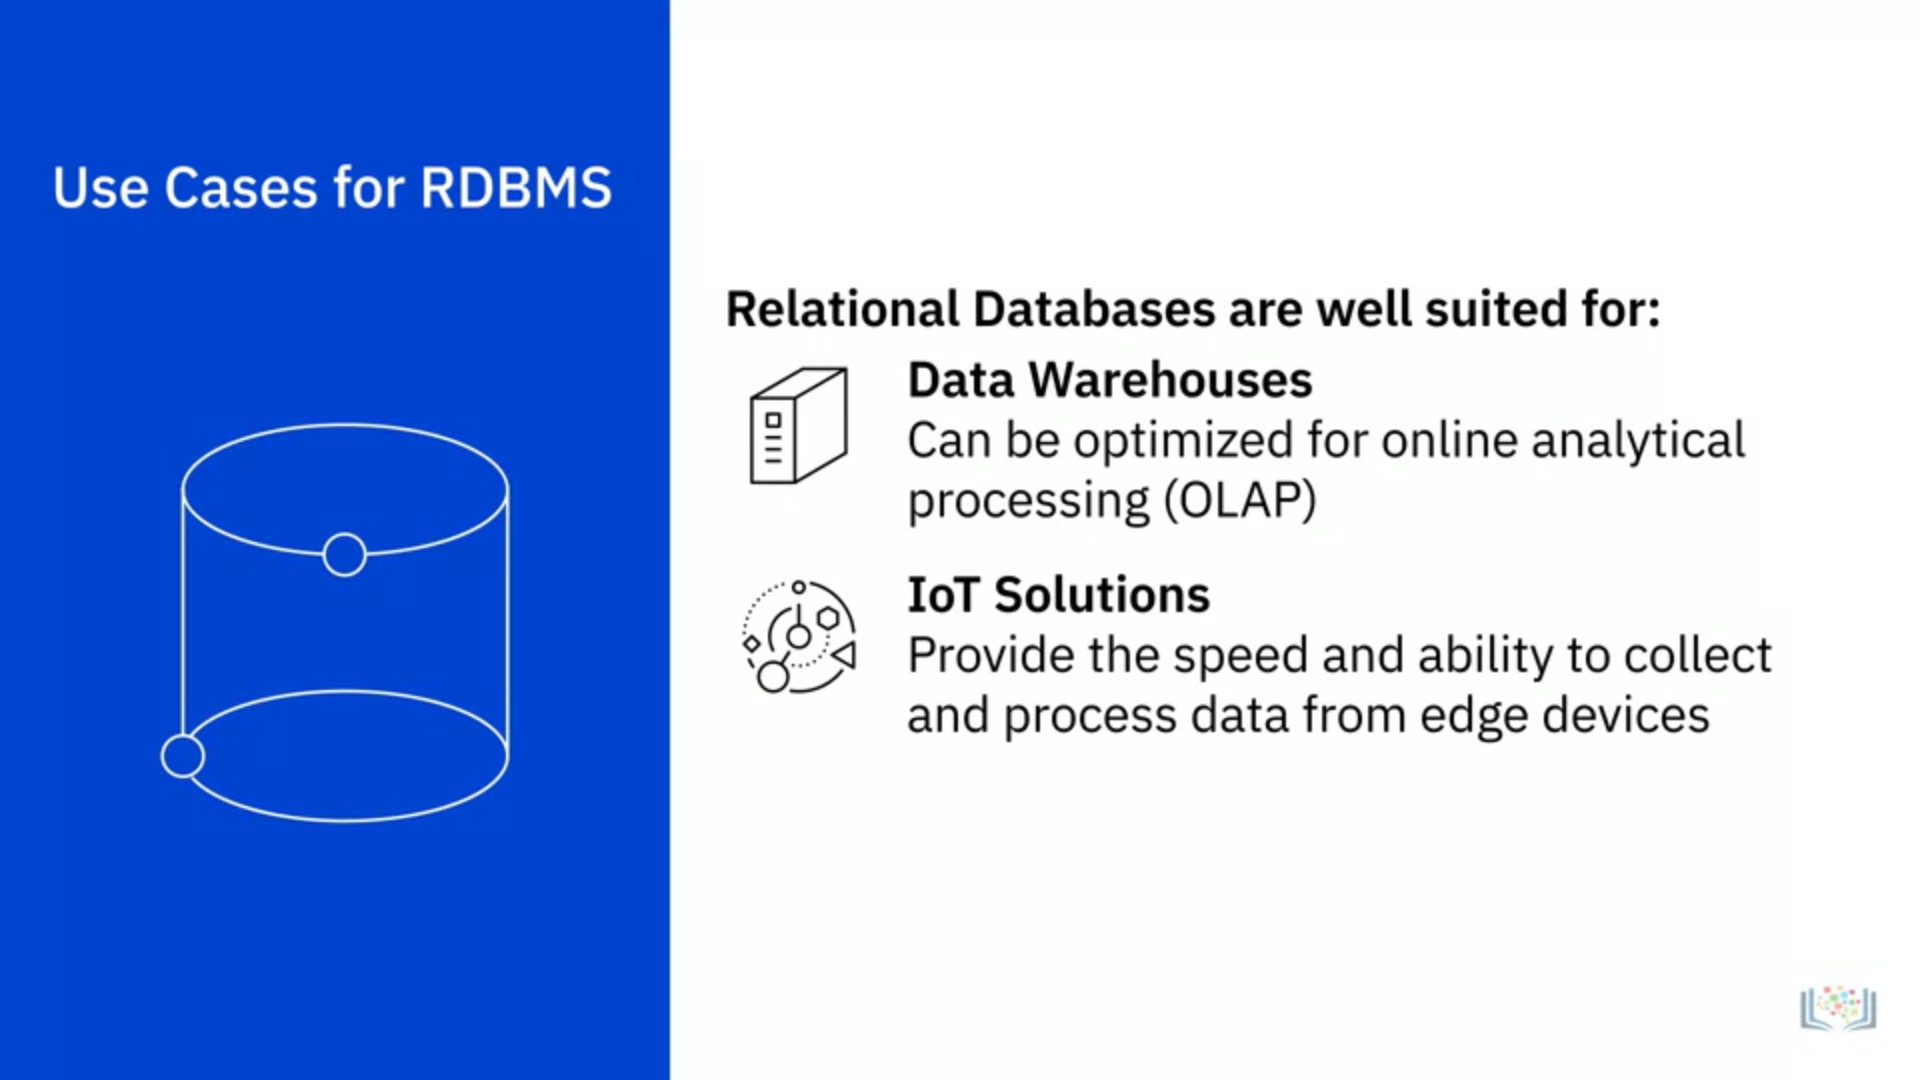 Use Cases for RDBMS
Relational Databases are well suited for:
Data Warehouses
Can be optimized for online analytical
processing (OLAP)
IoT Solutions
Provide the speed and ability to collect
and process data from edge devices